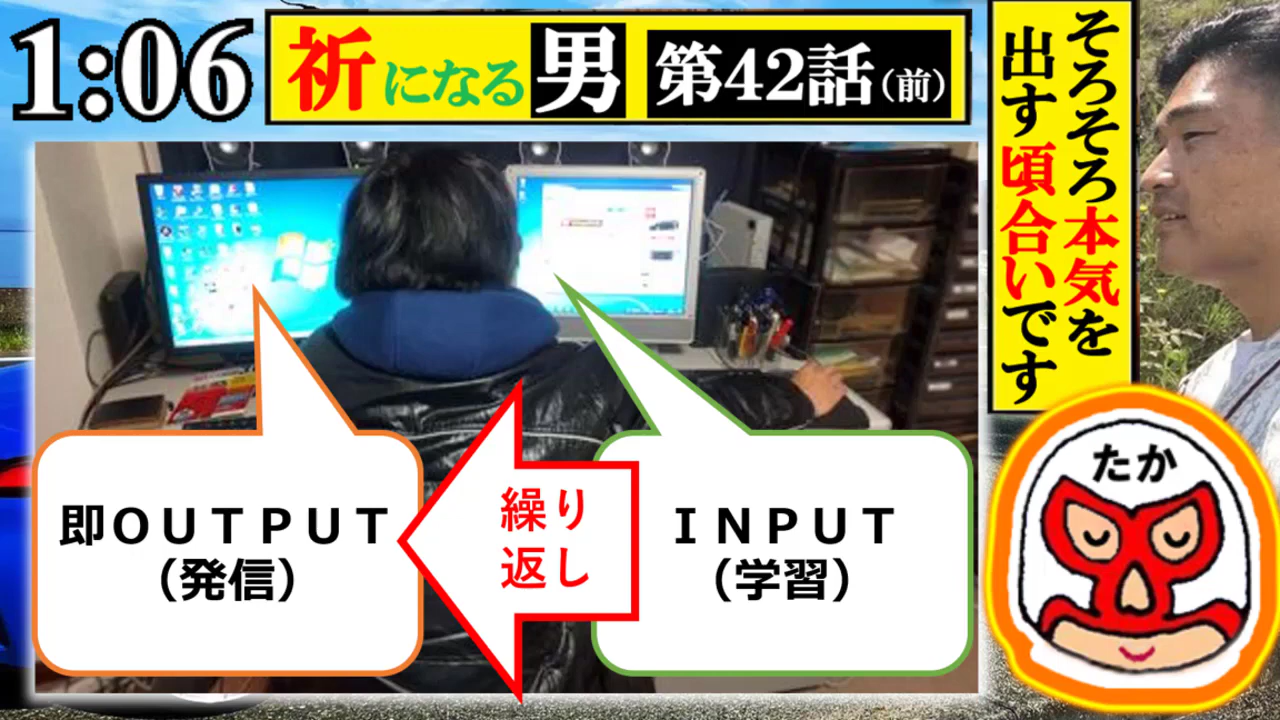 1:06
祈になる男 第42話(前)
そろそろ本気を
出す頃合いです
たか
即OUTPUT
(発信)
繰り
返し
INPUT
(学習)